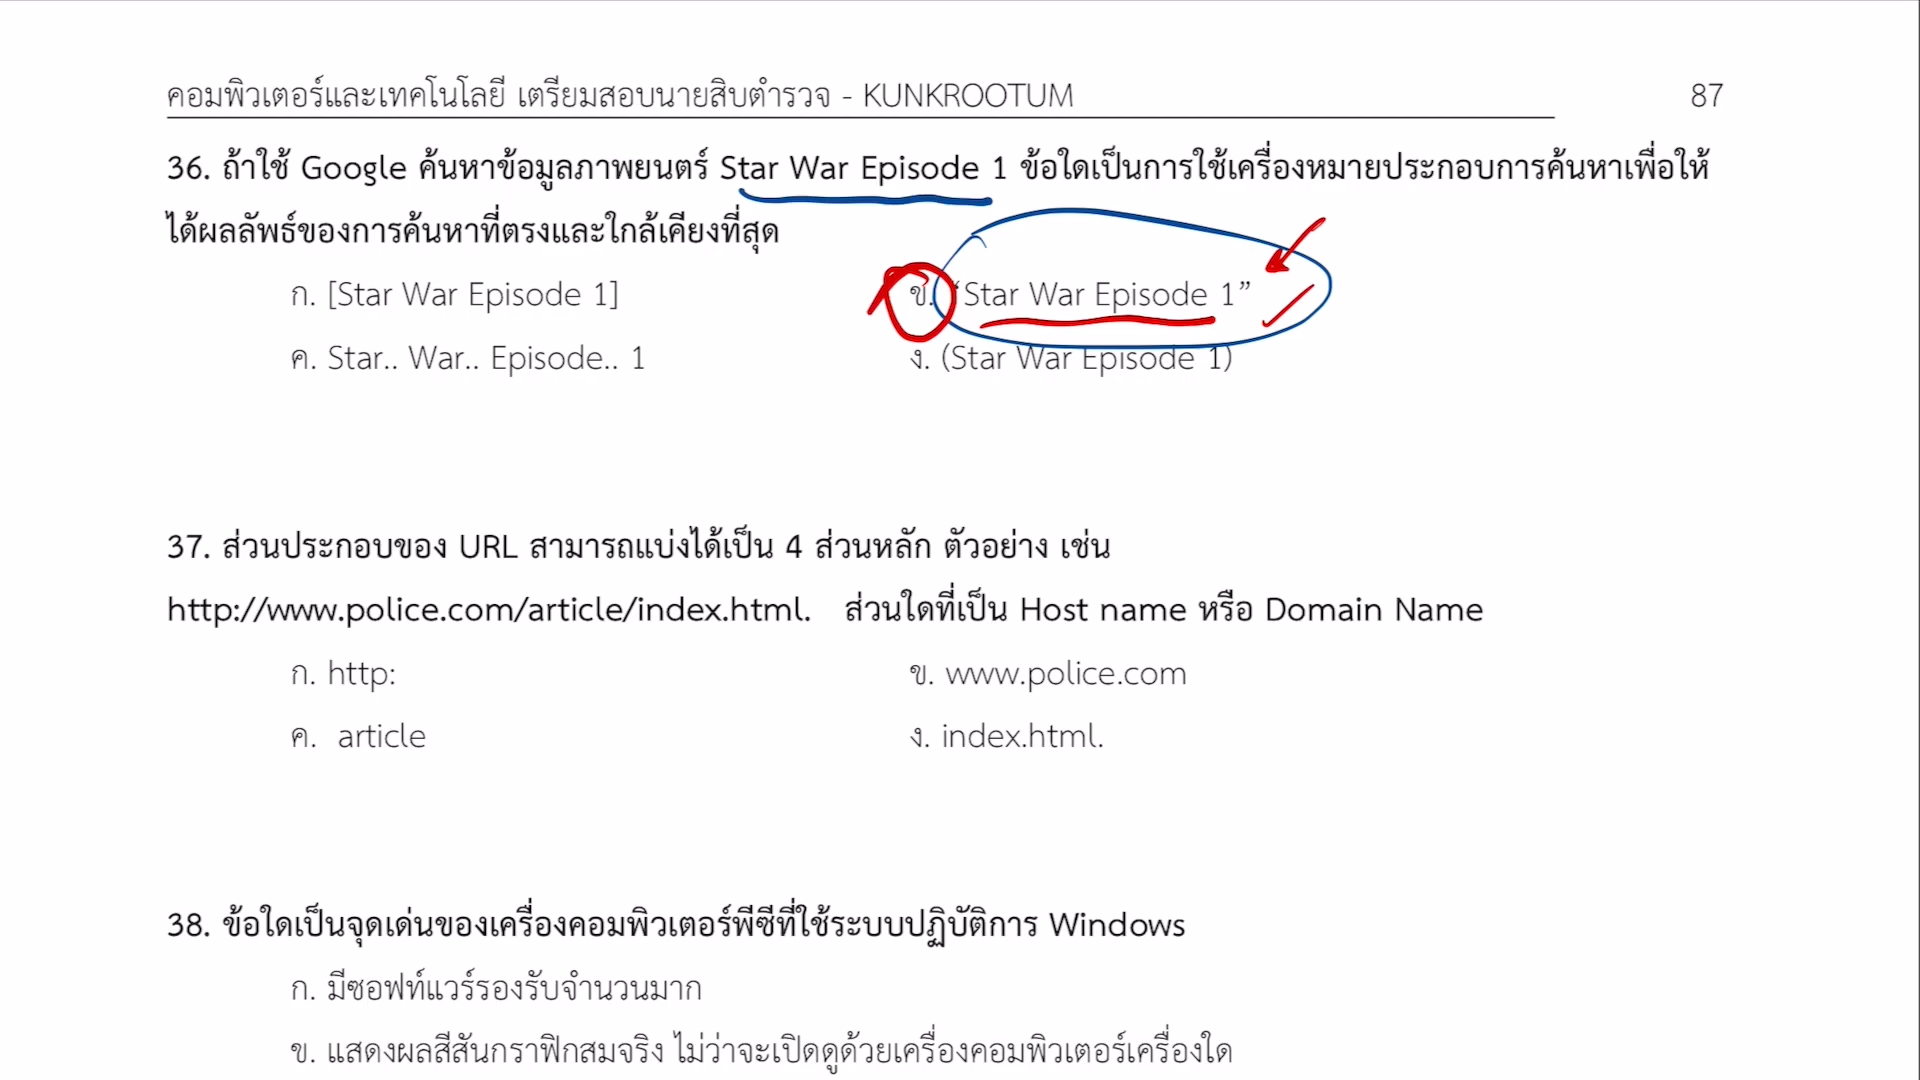 คอมพิวเตอร์และเทคโนโลยี เตรียมสอบนายสิบตำรวจ - KUNKROOTUM 87
36. ถ้าใช้ Google ค้นหาข้อมูลภาพยนตร์ Star War Episode 1 ข้อใดเป็นการใช้เครื่องหมายประกอบการค้นหาเพื่อให้
ได้ผลลัพธ์ของการค้นหาที่ตรงและใกล้เคียงที่สุด
ก. [Star War Episode 1] ข. “Star War Episode 1”
ค. Star.. War.. Episode.. 1 ง. (Star War Episode 1)
37. ส่วนประกอบของ URL สามารถแบ่งได้เป็น 4 ส่วนหลัก ตัวอย่าง เช่น
http://www.police.com/article/index.html. ส่วนใดที่เป็น Host name หรือ Domain Name
ก. http: ข. www.police.com
ค. article ง. index.html.
38. ข้อใดเป็นจุดเด่นของเครื่องคอมพิวเตอร์พีซีที่ใช้ระบบปฏิบัติการ Windows
ก. มีซอฟท์แวร์รองรับจำนวนมาก
ข. แสดงผลสีสันกราฟิกสมจริง ไม่ว่าจะเปิดดูด้วยเครื่องคอมพิวเตอร์เครื่องใด